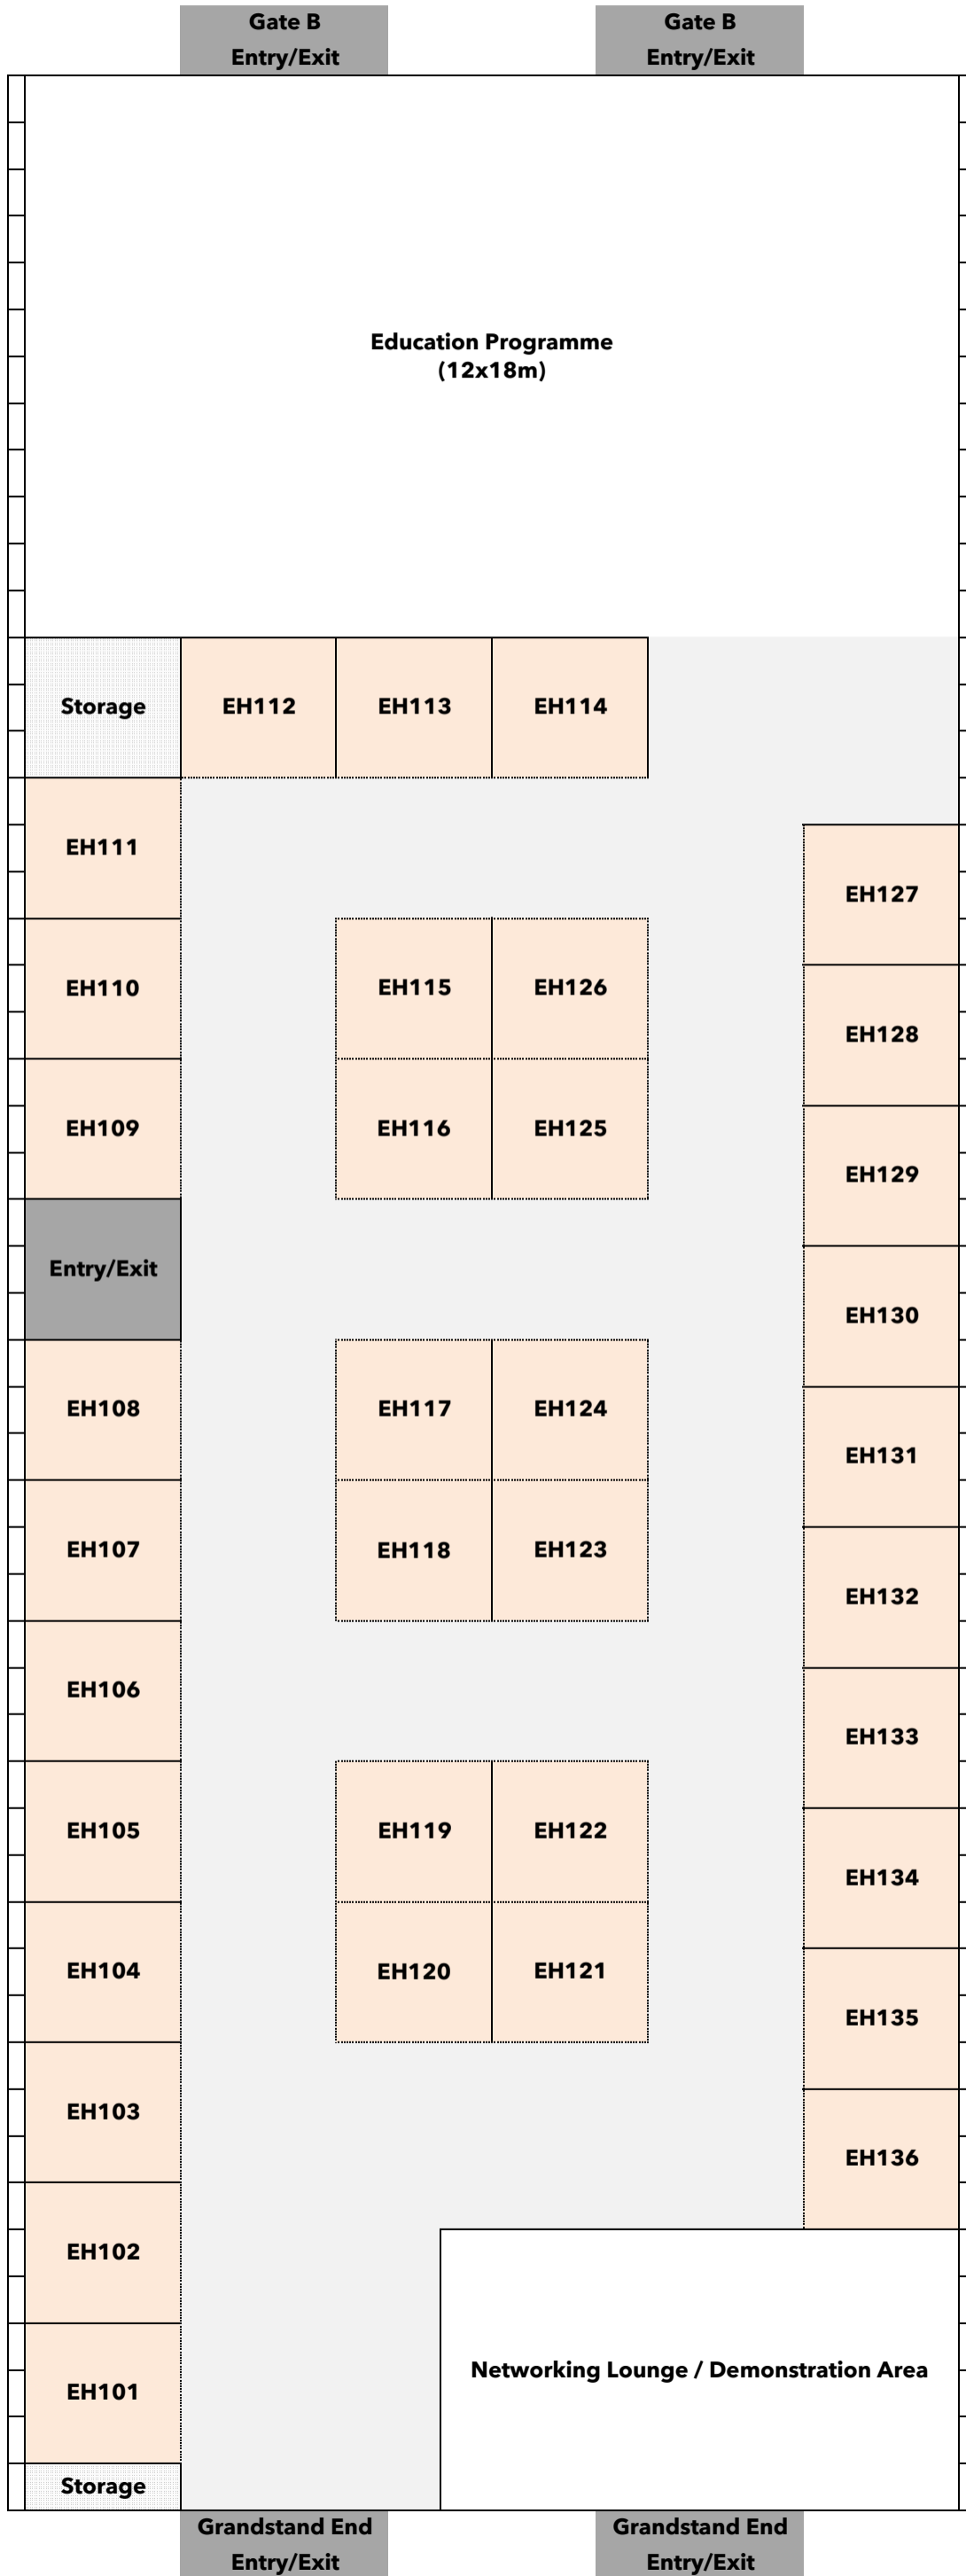 Gate B
Entry/Exit
Gate B
Entry/Exit
Education Programme
(12x18m)
Storage
EH112
EH113
EH114
EH111
EH127
EH110
EH115
EH126
EH128
EH109
EH116
EH125
EH129
Entry/Exit
EH130
EH108
EH117
EH124
EH131
EH107
EH118
EH123
EH132
EH106
EH133
EH105
EH119
EH122
EH134
EH104
EH120
EH121
EH135
EH103
EH136
EH102
Networking Lounge / Demonstration Area
EH101
Storage
Grandstand End
Entry/Exit
Grandstand End
Entry/Exit